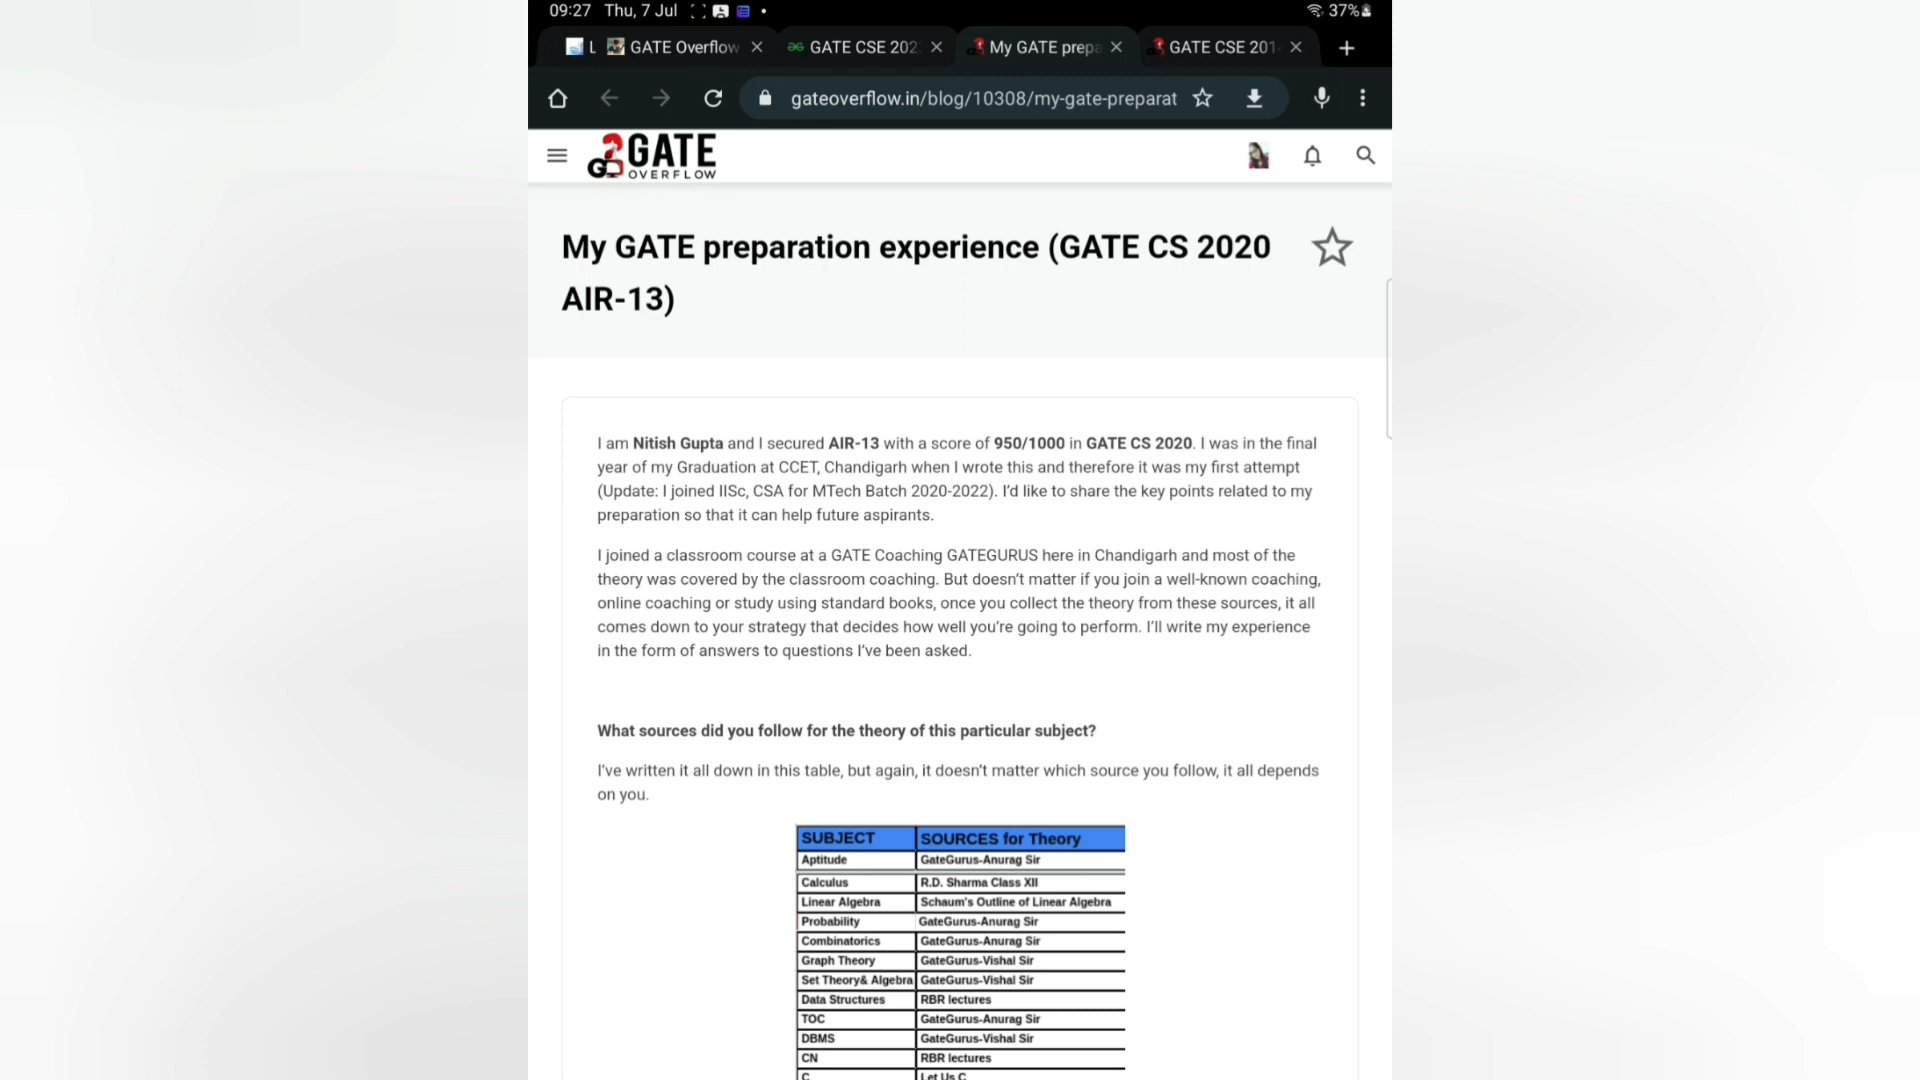 09:27 Thu, 7 Jul
37%
L GATE Overflow GATE CSE 202 My GATE prepa GATE CSE 201
gateoverflow.in/blog/10308/my-gate-preparat
GATE
OVERFLOW
My GATE preparation experience (GATE CS 2020
AIR-13)
I am Nitish Gupta and I secured AIR-13 with a score of 950/1000 in GATE CS 2020. I was in the final
year of my Graduation at CCET, Chandigarh when I wrote this and therefore it was my first attempt
(Update: I joined IISc, CSA for MTech Batch 2020-2022). I'd like to share the key points related to my
preparation so that it can help future aspirants.
I joined a classroom course at a GATE Coaching GATEGURUS here in Chandigarh and most of the
theory was covered by the classroom coaching. But doesn't matter if you join a well-known coaching,
online coaching or study using standard books, once you collect the theory from these sources, it all
comes down to your strategy that decides how well you're going to perform. I'll write my experience
in the form of answers to questions I've been asked.
What sources did you follow for the theory of this particular subject?
I've written it all down in this table, but again, it doesn't matter which source you follow, it all depends
on you.
SUBJECT SOURCES for Theory
Aptitude GateGurus-Anurag Sir
Calculus R.D. Sharma Class XII
Linear Algebra Schaum's Outline of Linear Algebra
Probability GateGurus-Anurag Sir
Combinatorics GateGurus-Anurag Sir
Graph Theory GateGurus-Vishal Sir
Set Theory& Algebra GateGurus-Vishal Sir
Data Structures RBR lectures
TOC GateGurus-Anurag Sir
DBMS GateGurus-Vishal Sir
CN RBR lectures
C Let Us C